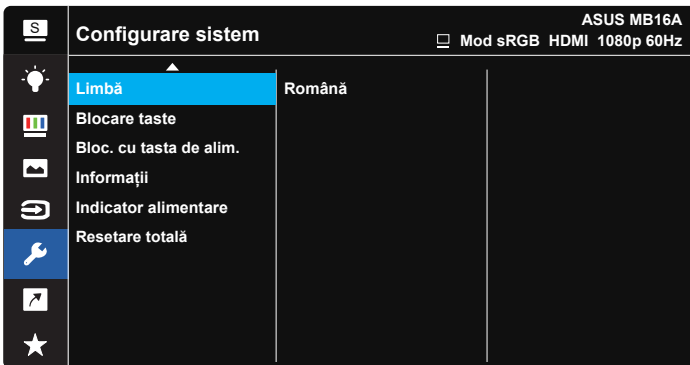 S
Configurare sistem
ASUS MB16A
Mod sRGB HDMI 1080p 60Hz
Limbă
Română
Blocare taste
Bloc. cu tasta de alim.
Informații
Indicator alimentare
Resetare totală